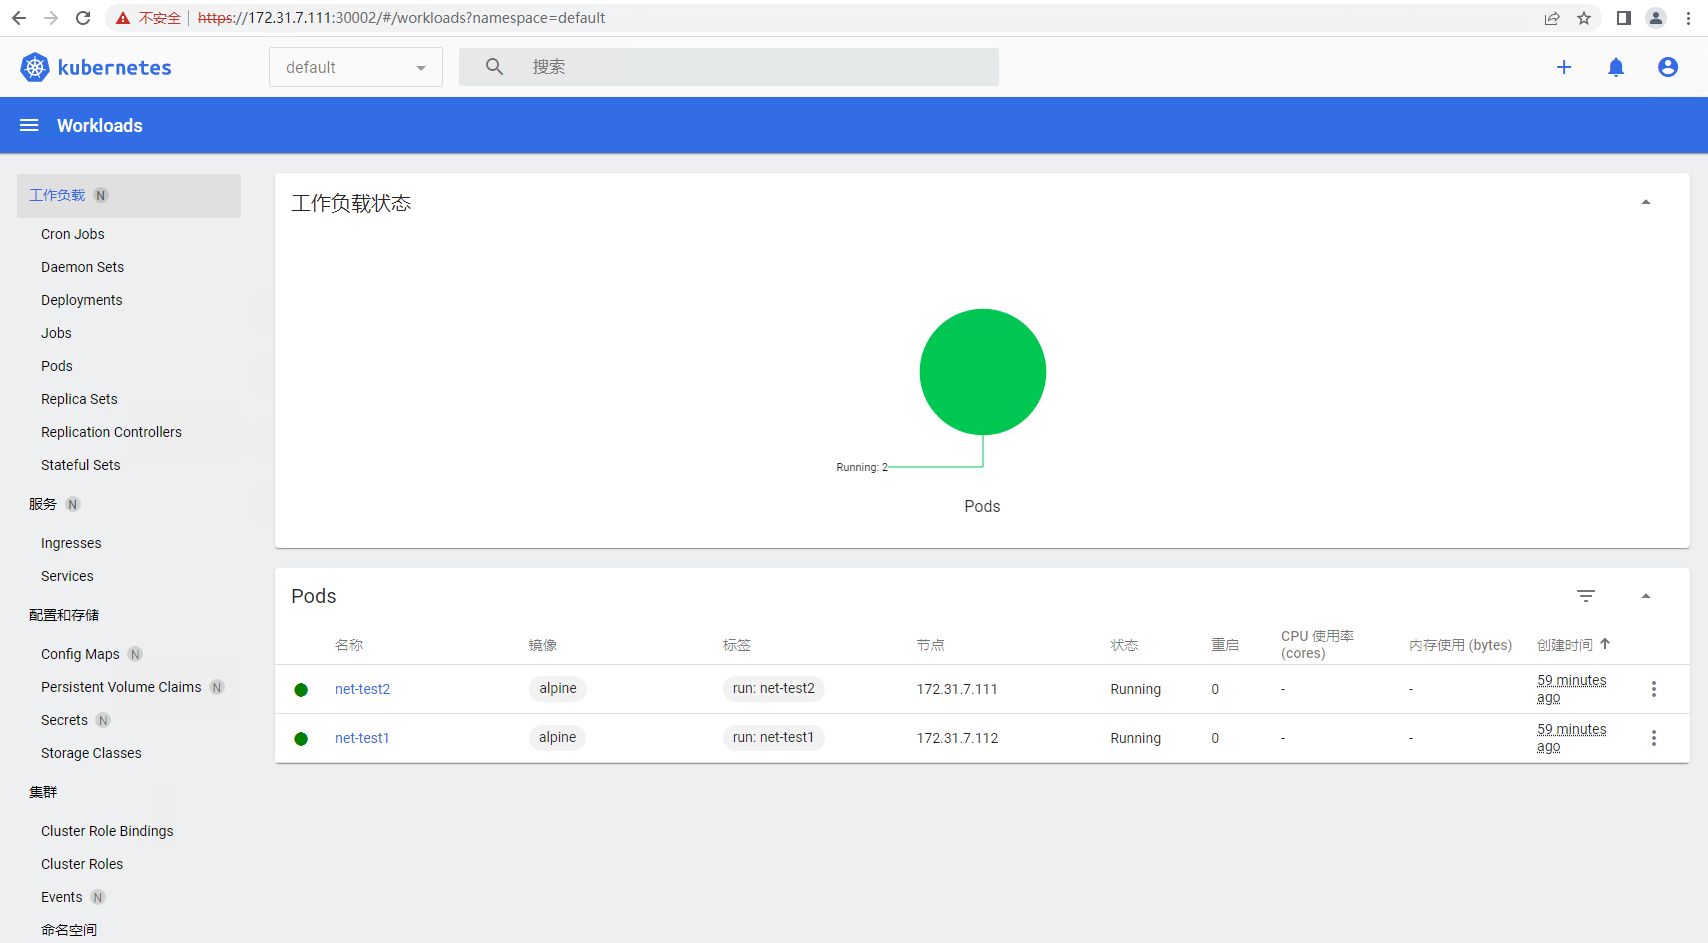 不安全 https://172.31.7.111:30002/#/workloads?namespace=default
kubernetes default 搜索
Workloads
工作负载 N
Cron Jobs
Daemon Sets
Deployments
Jobs
Pods
Replica Sets
Replication Controllers
Stateful Sets
服务 N
Ingresses
Services
配置和存储
Config Maps N
Persistent Volume Claims N
Secrets N
Storage Classes
集群
Cluster Role Bindings
Cluster Roles
Events N
命名空间
工作负载状态
Running: 2
Pods
Pods
名称 镜像 标签 节点 状态 重启 CPU 使用率 (cores) 内存使用 (bytes) 创建时间
net-test2 alpine run: net-test2 172.31.7.111 Running 0 - - 59 minutes ago
net-test1 alpine run: net-test1 172.31.7.112 Running 0 - - 59 minutes ago